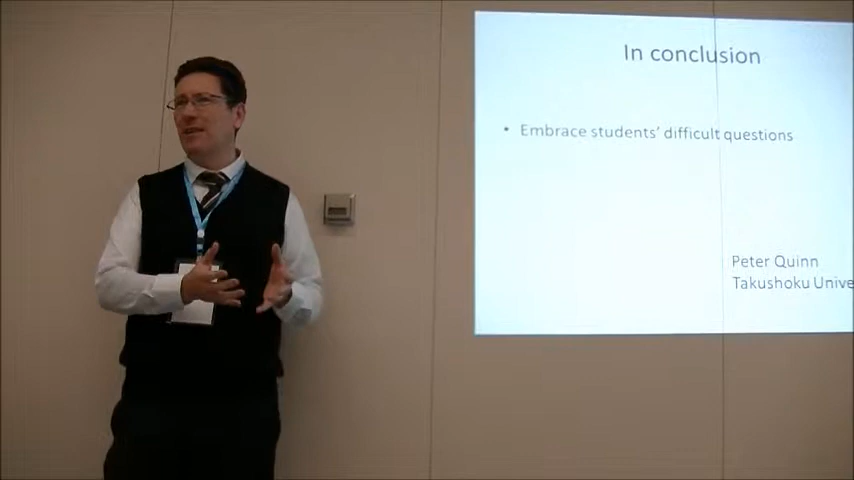 In conclusion
• Embrace students' difficult questions
Peter Quinn
Takushoku Unive